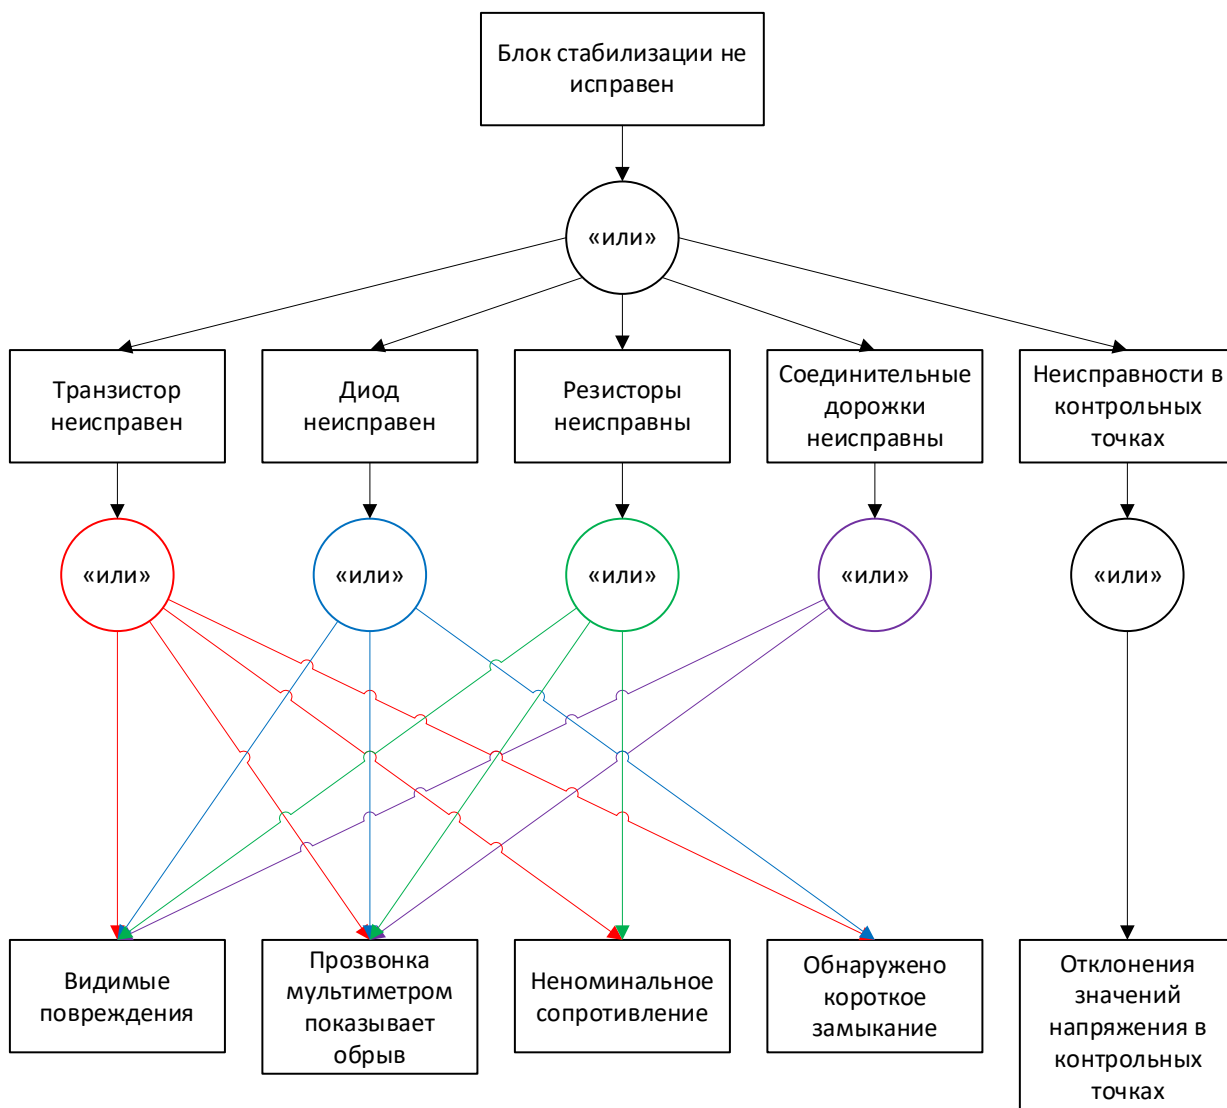 Блок стабилизации не
исправен
«или»
Транзистор
неисправен
Диод
неисправен
Резисторы
неисправны
Соединительные
дорожки
неисправны
Неисправности в
контрольных
точках
«или»
«или»
«или»
«или»
«или»
Видимые
повреждения
Прозвонка
мультиметром
показывает
обрыв
Неноминальное
сопротивление
Обнаружено
короткое
замыкание
Отклонения
значений
напряжения в
контрольных
точках